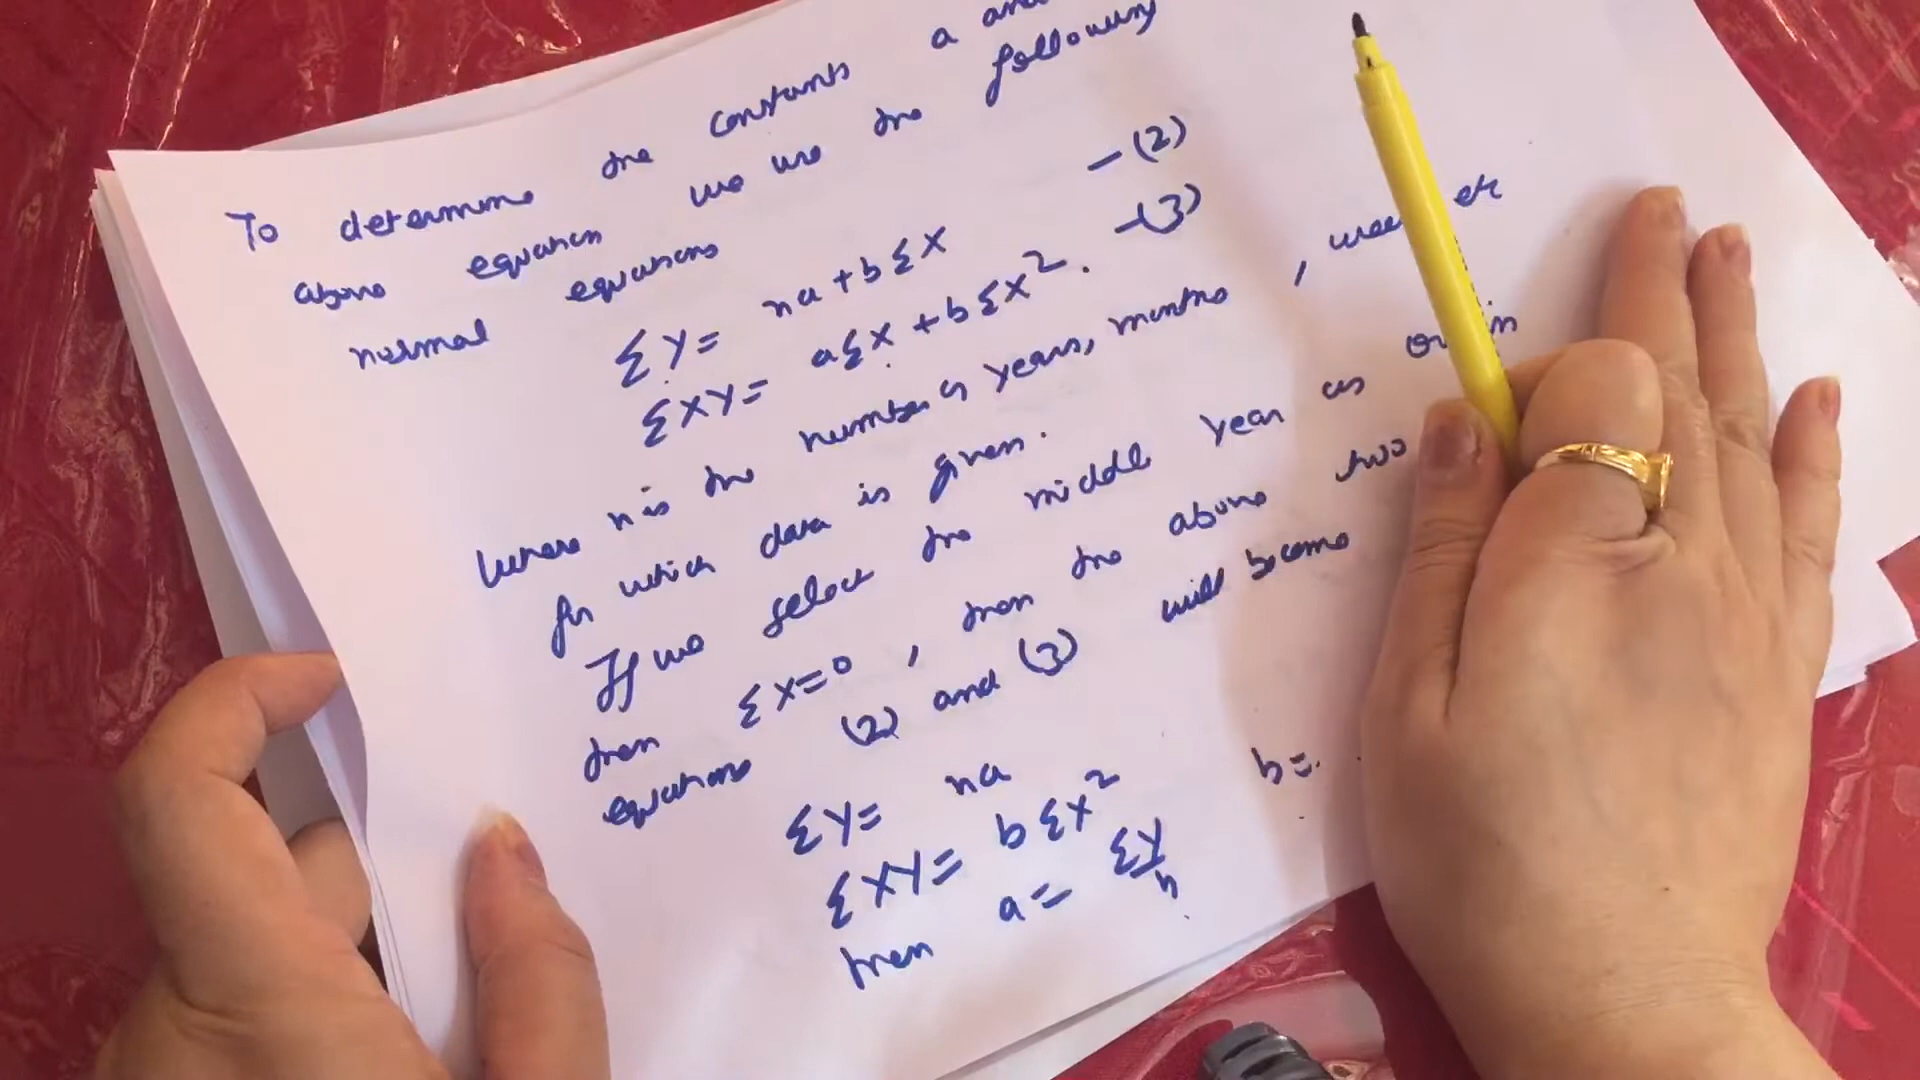 To determine the constants a and
above equation we use the following
normal equations
ΣY= na+bΣX —(2)
ΣXY= aΣX+bΣX². —(3)
where n is the number of years, months, week etc
for which data is given.
If we select the middle year as origin
then ΣX=0, then the above two
equations (2) and (3) will become
ΣY= na
ΣXY= bΣX²
then a= ΣY/n b=